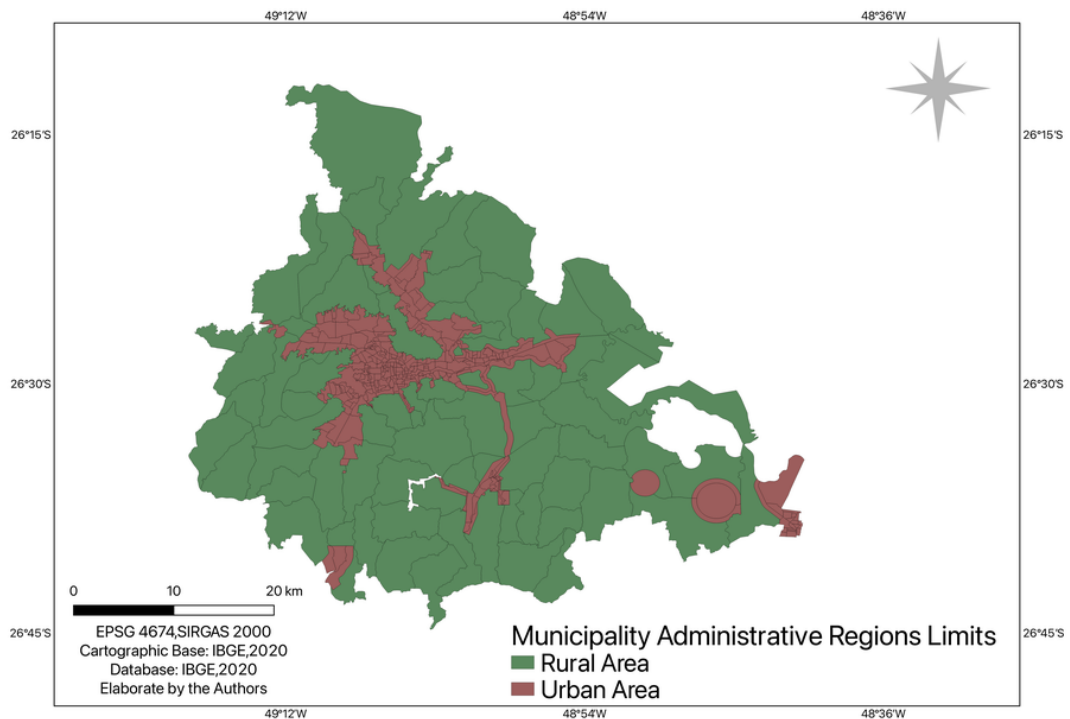 49°12'W 48°54'W 48°36'W
26°15'S 26°15'S
26°30'S 26°30'S
0 10 20 km
EPSG 4674,SIRGAS 2000
Cartographic Base: IBGE,2020
Database: IBGE,2020
Elaborate by the Authors
26°45'S 26°45'S
Municipality Administrative Regions Limits
Rural Area
Urban Area
49°12'W 48°54'W 48°36'W